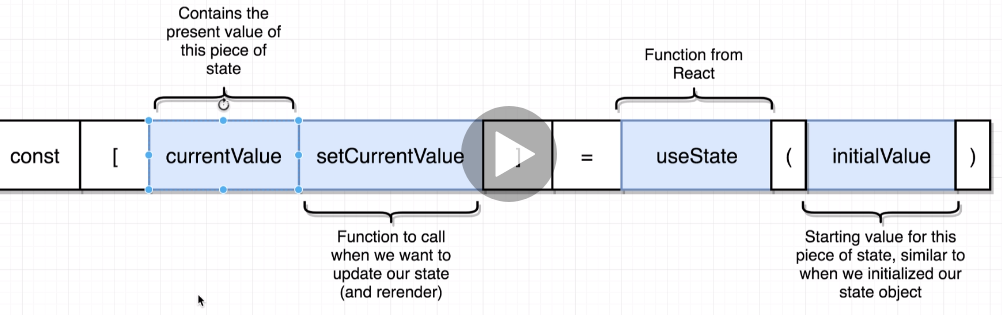 Contains the
present value of
this piece of
state
Function from
React
const [ currentValue setCurrentValue ] = useState ( initialValue )
Function to call
when we want to
update our state
(and rerender)
Starting value for this
piece of state, similar to
when we initialized our
state object